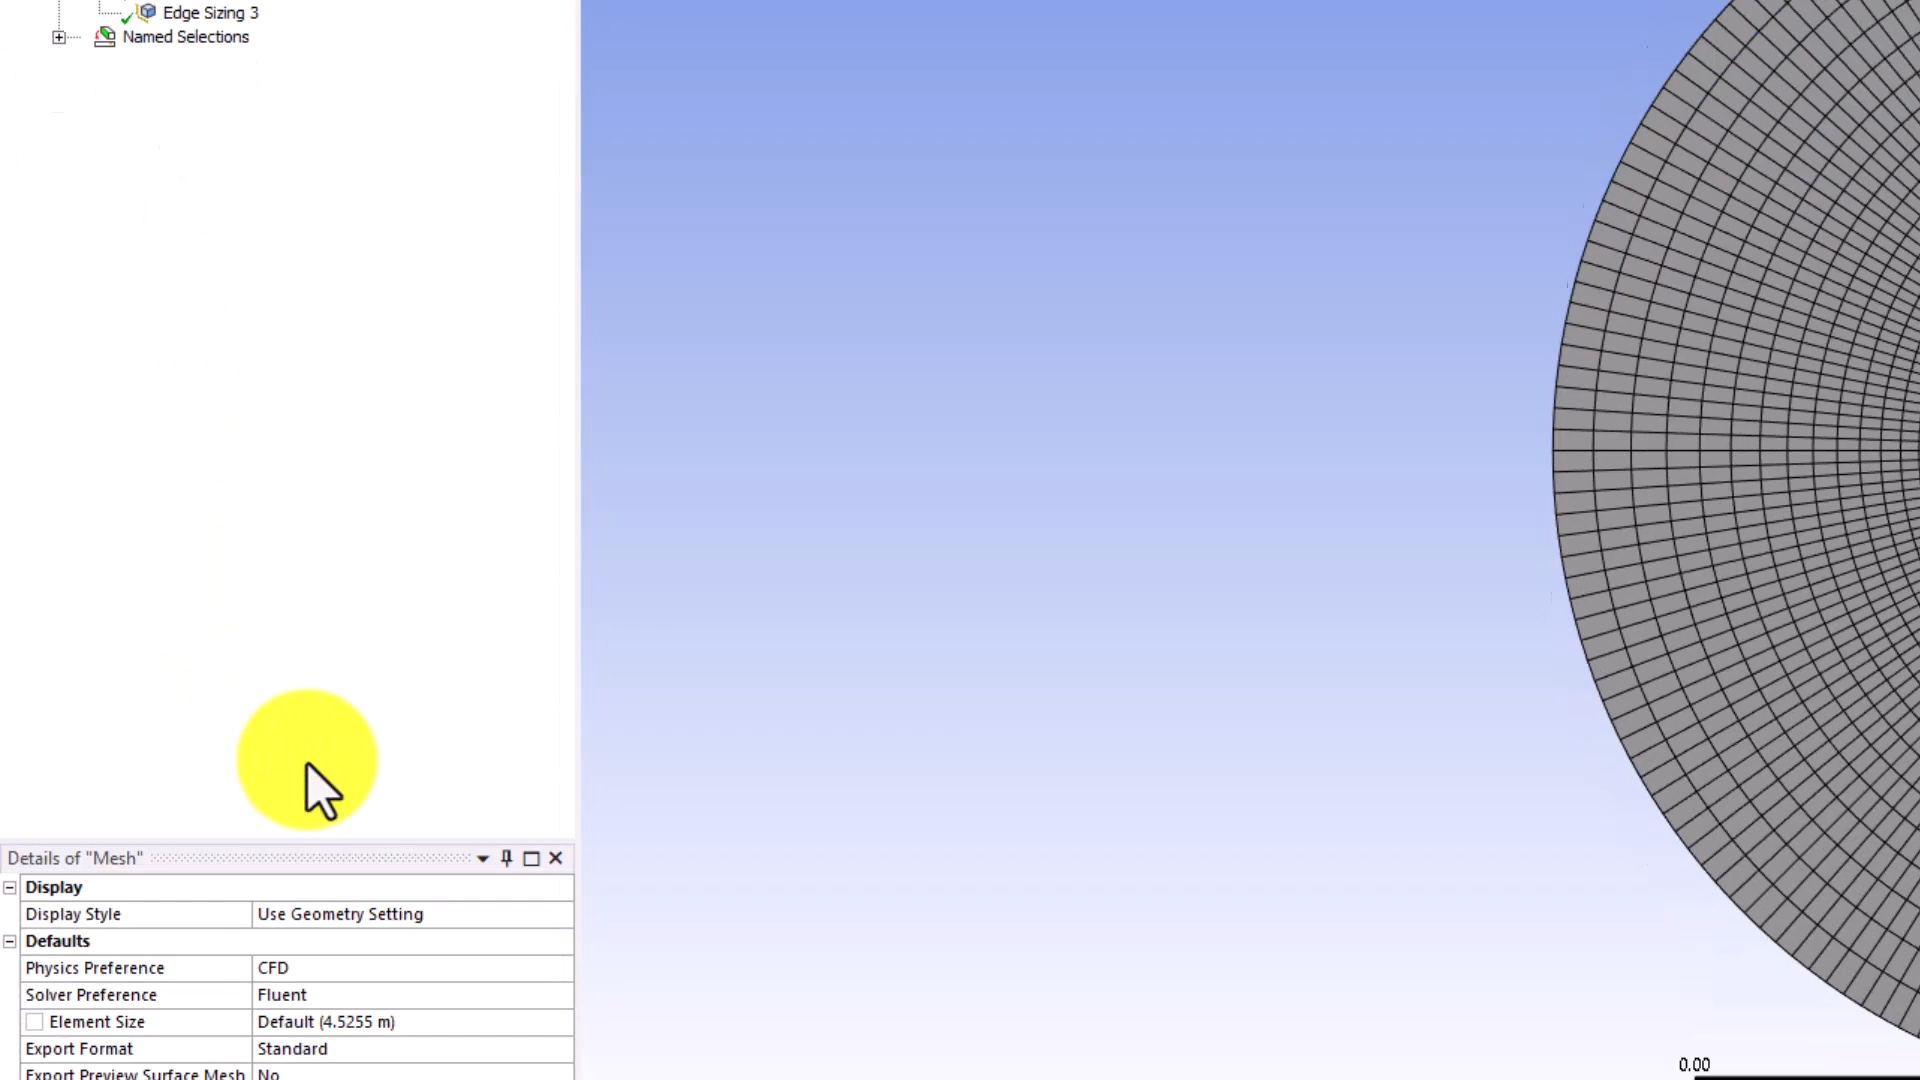 Edge Sizing 3
Named Selections
Details of "Mesh"
Display
Display Style Use Geometry Setting
Defaults
Physics Preference CFD
Solver Preference Fluent
Element Size Default (4.5255 m)
Export Format Standard
Export Preview Surface Mesh No
0.00